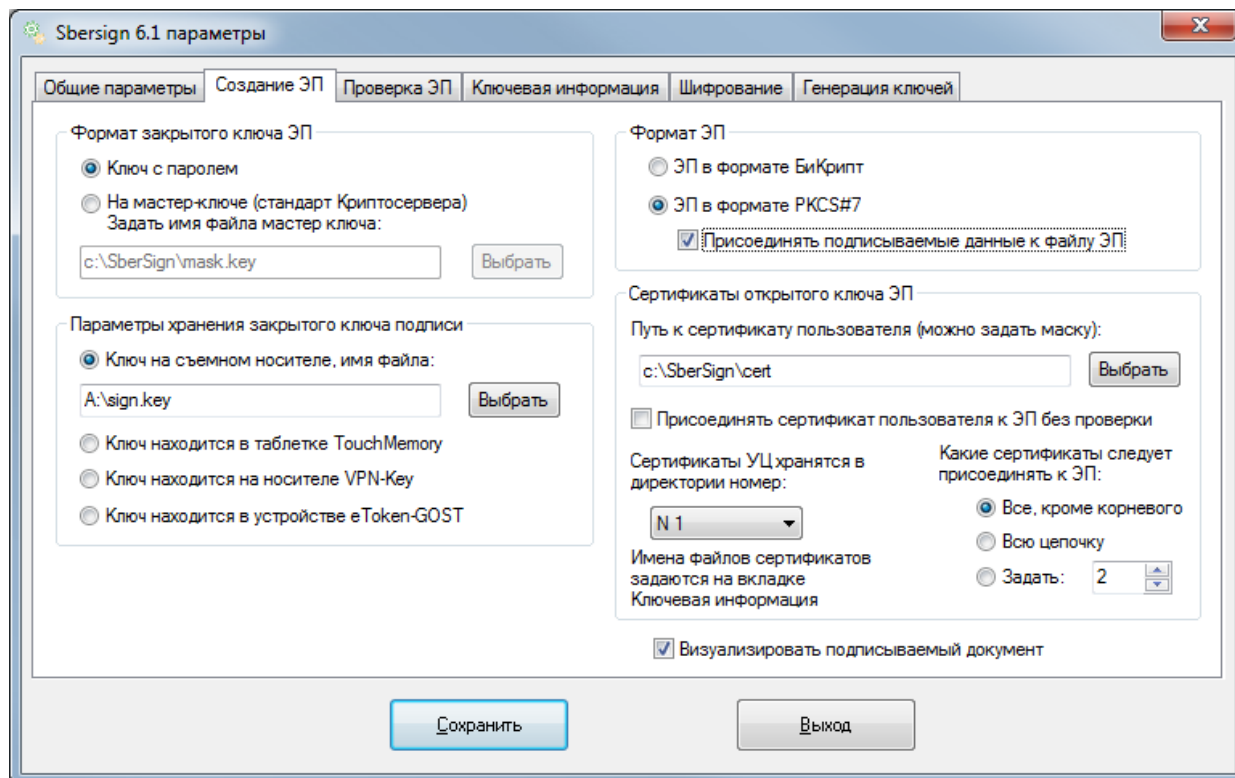 Sbersign 6.1 параметры
Общие параметры
Создание ЭП
Проверка ЭП
Ключевая информация
Шифрование
Генерация ключей
Формат закрытого ключа ЭП
Ключ с паролем
На мастер-ключе (стандарт Криптосервера)
Задать имя файла мастер ключа:
c:\SberSign\mask.key
Выбрать
Параметры хранения закрытого ключа подписи
Ключ на съемном носителе, имя файла:
A:\sign.key
Выбрать
Ключ находится в таблетке TouchMemory
Ключ находится на носителе VPN-Key
Ключ находится в устройстве eToken-GOST
Формат ЭП
ЭП в формате БиКрипт
ЭП в формате PKCS#7
Присоединять подписываемые данные к файлу ЭП
Сертификаты открытого ключа ЭП
Путь к сертификату пользователя (можно задать маску):
c:\SberSign\cert
Выбрать
Присоединять сертификат пользователя к ЭП без проверки
Сертификаты УЦ хранятся в
директории номер:
N 1
Имена файлов сертификатов
задаются на вкладке
Ключевая информация
Какие сертификаты следует
присоединять к ЭП:
Все, кроме корневого
Всю цепочку
Задать:
2
Визуализировать подписываемый документ
Сохранить
Выход